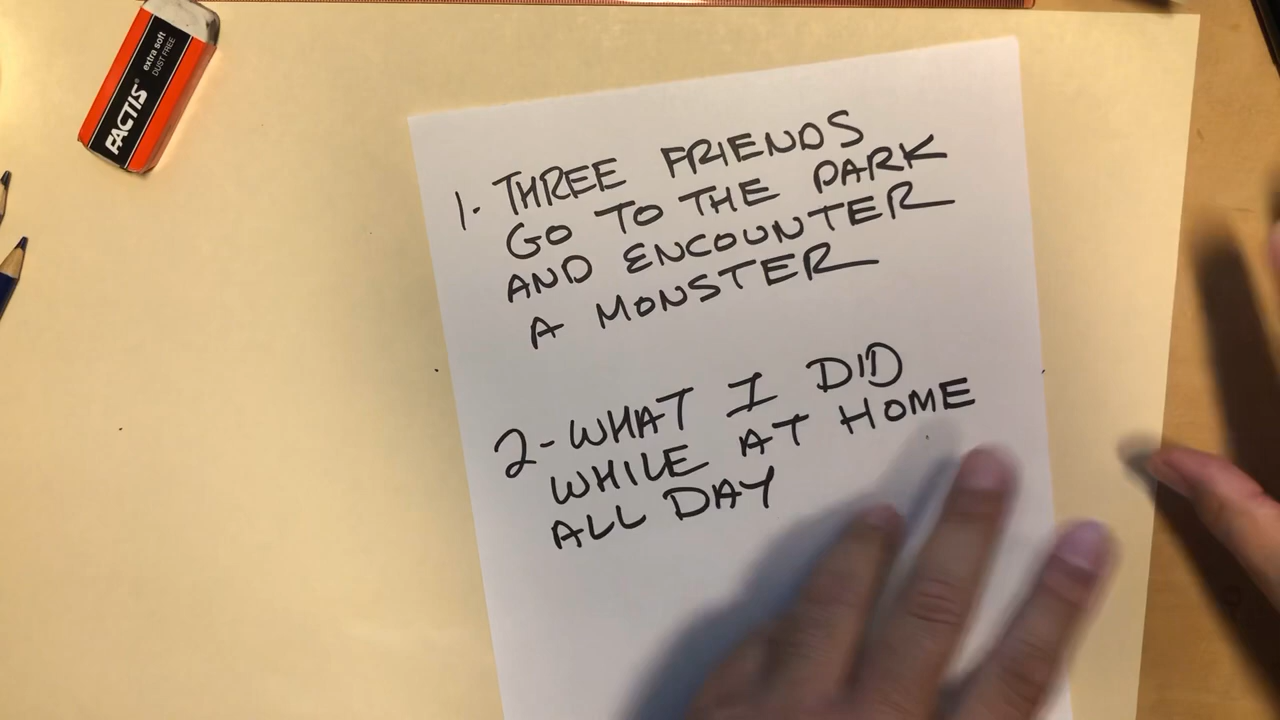 FACTIS®
extra soft
DUST FREE
1. THREE FRIENDS
GO TO THE PARK
AND ENCOUNTER
A MONSTER
2-WHAT I DID
WHILE AT HOME
ALL DAY